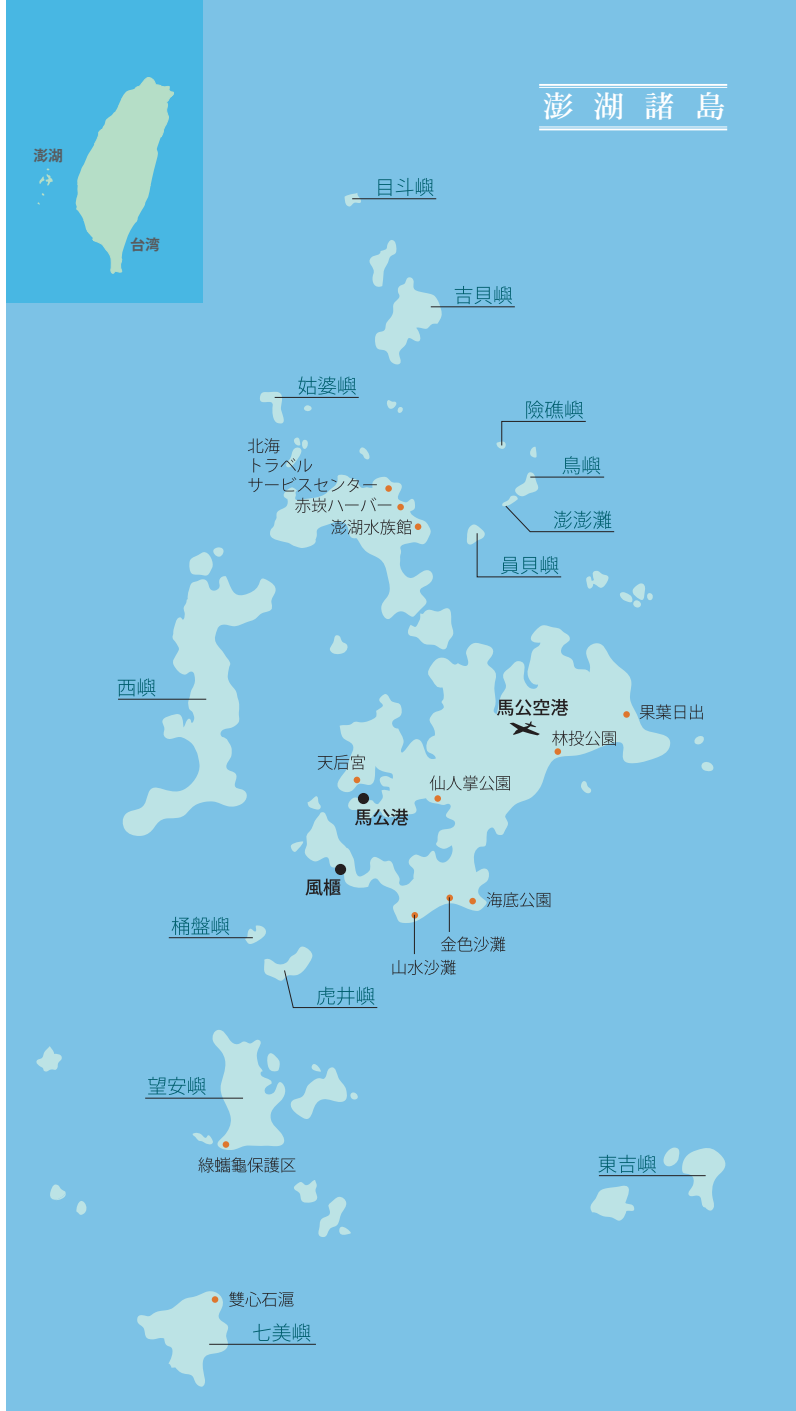 澎湖諸島
澎湖
台湾
目斗嶼
吉貝嶼
姑婆嶼
險礁嶼
北海
トラベル
サービスセンター
鳥嶼
赤崁ハーバー
澎澎灘
澎湖水族館
員貝嶼
西嶼
馬公空港
果葉日出
林投公園
天后宮
仙人掌公園
馬公港
風櫃
海底公園
桶盤嶼
金色沙灘
山水沙灘
虎井嶼
望安嶼
綠蠵龜保護区
東吉嶼
雙心石滬
七美嶼